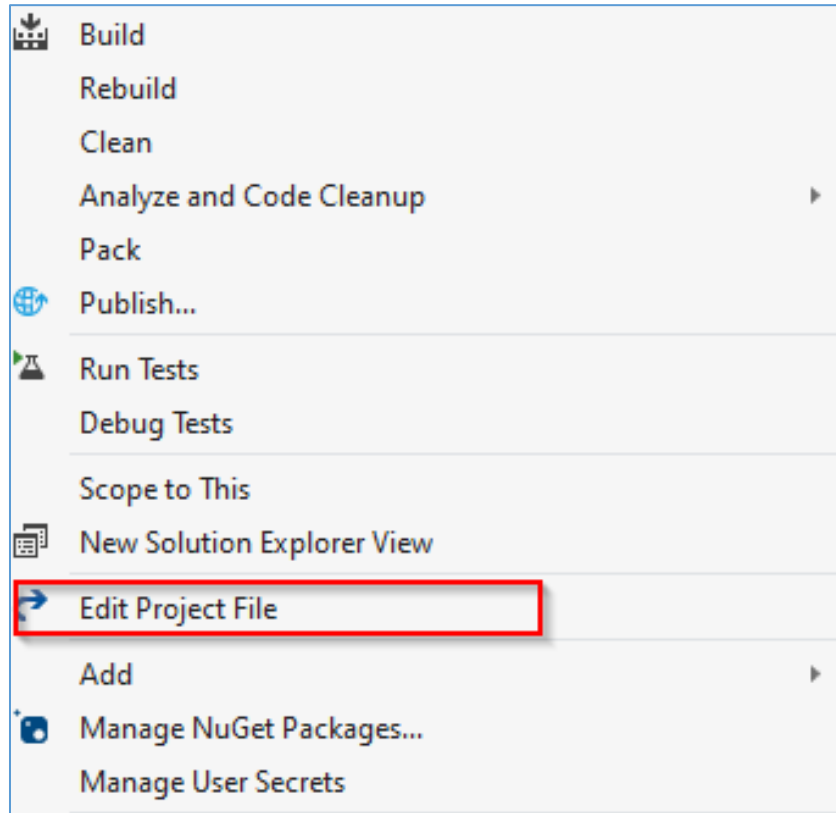 Build
Rebuild
Clean
Analyze and Code Cleanup
Pack
Publish...
Run Tests
Debug Tests
Scope to This
New Solution Explorer View
Edit Project File
Add
Manage NuGet Packages...
Manage User Secrets